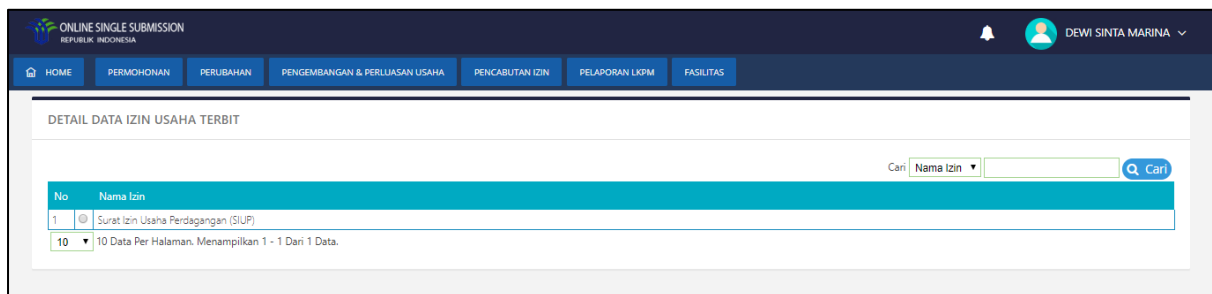 ONLINE SINGLE SUBMISSION
REPUBLIK INDONESIA
DEWI SINTA MARINA
HOME PERMOHONAN PERUBAHAN PENGEMBANGAN & PERLUASAN USAHA PENCABUTAN IZIN PELAPORAN LKPM FASILITAS
DETAIL DATA IZIN USAHA TERBIT
Cari Nama Izin Cari
No Nama Izin
1 Surat Izin Usaha Perdagangan (SIUP)
10 10 Data Per Halaman. Menampilkan 1 - 1 Dari 1 Data.